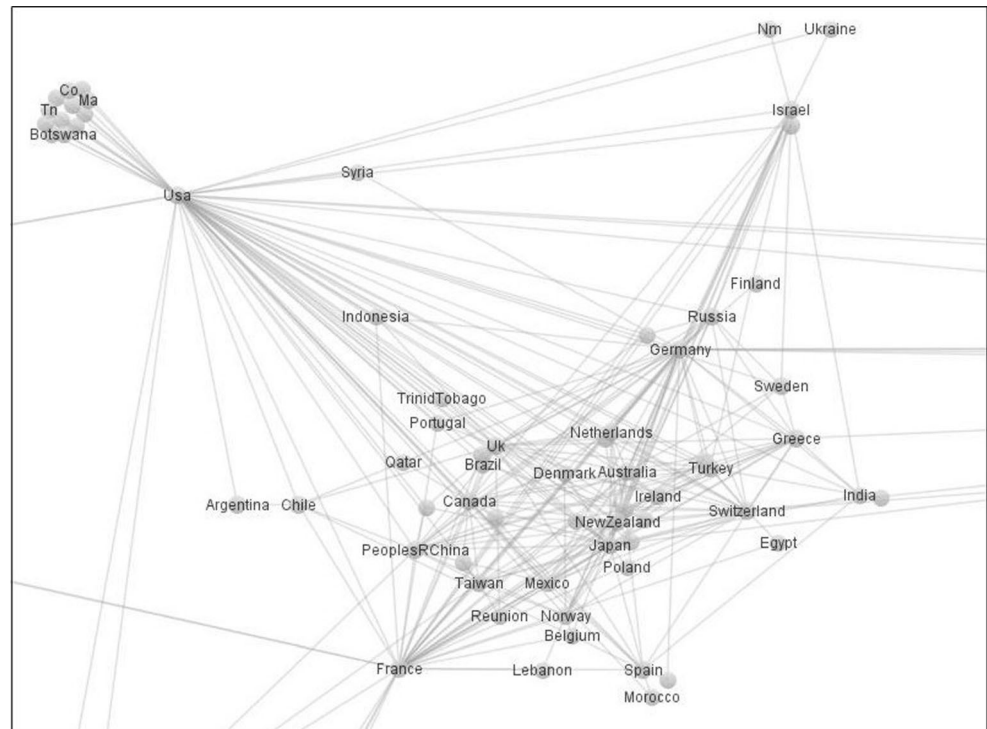 Nm
Ukraine
Co
Ma
Tn
Israel
Botswana
Syria
Usa
Finland
Indonesia
Russia
Germany
Sweden
TrinidTobago
Portugal
Netherlands
Greece
Uk
Qatar
Brazil
Denmark
Australia
Turkey
Argentina
Chile
Canada
Ireland
India
Switzerland
NewZealand
PeoplesRChina
Japan
Egypt
Poland
Taiwan
Mexico
Reunion
Norway
Belgium
France
Lebanon
Spain
Morocco